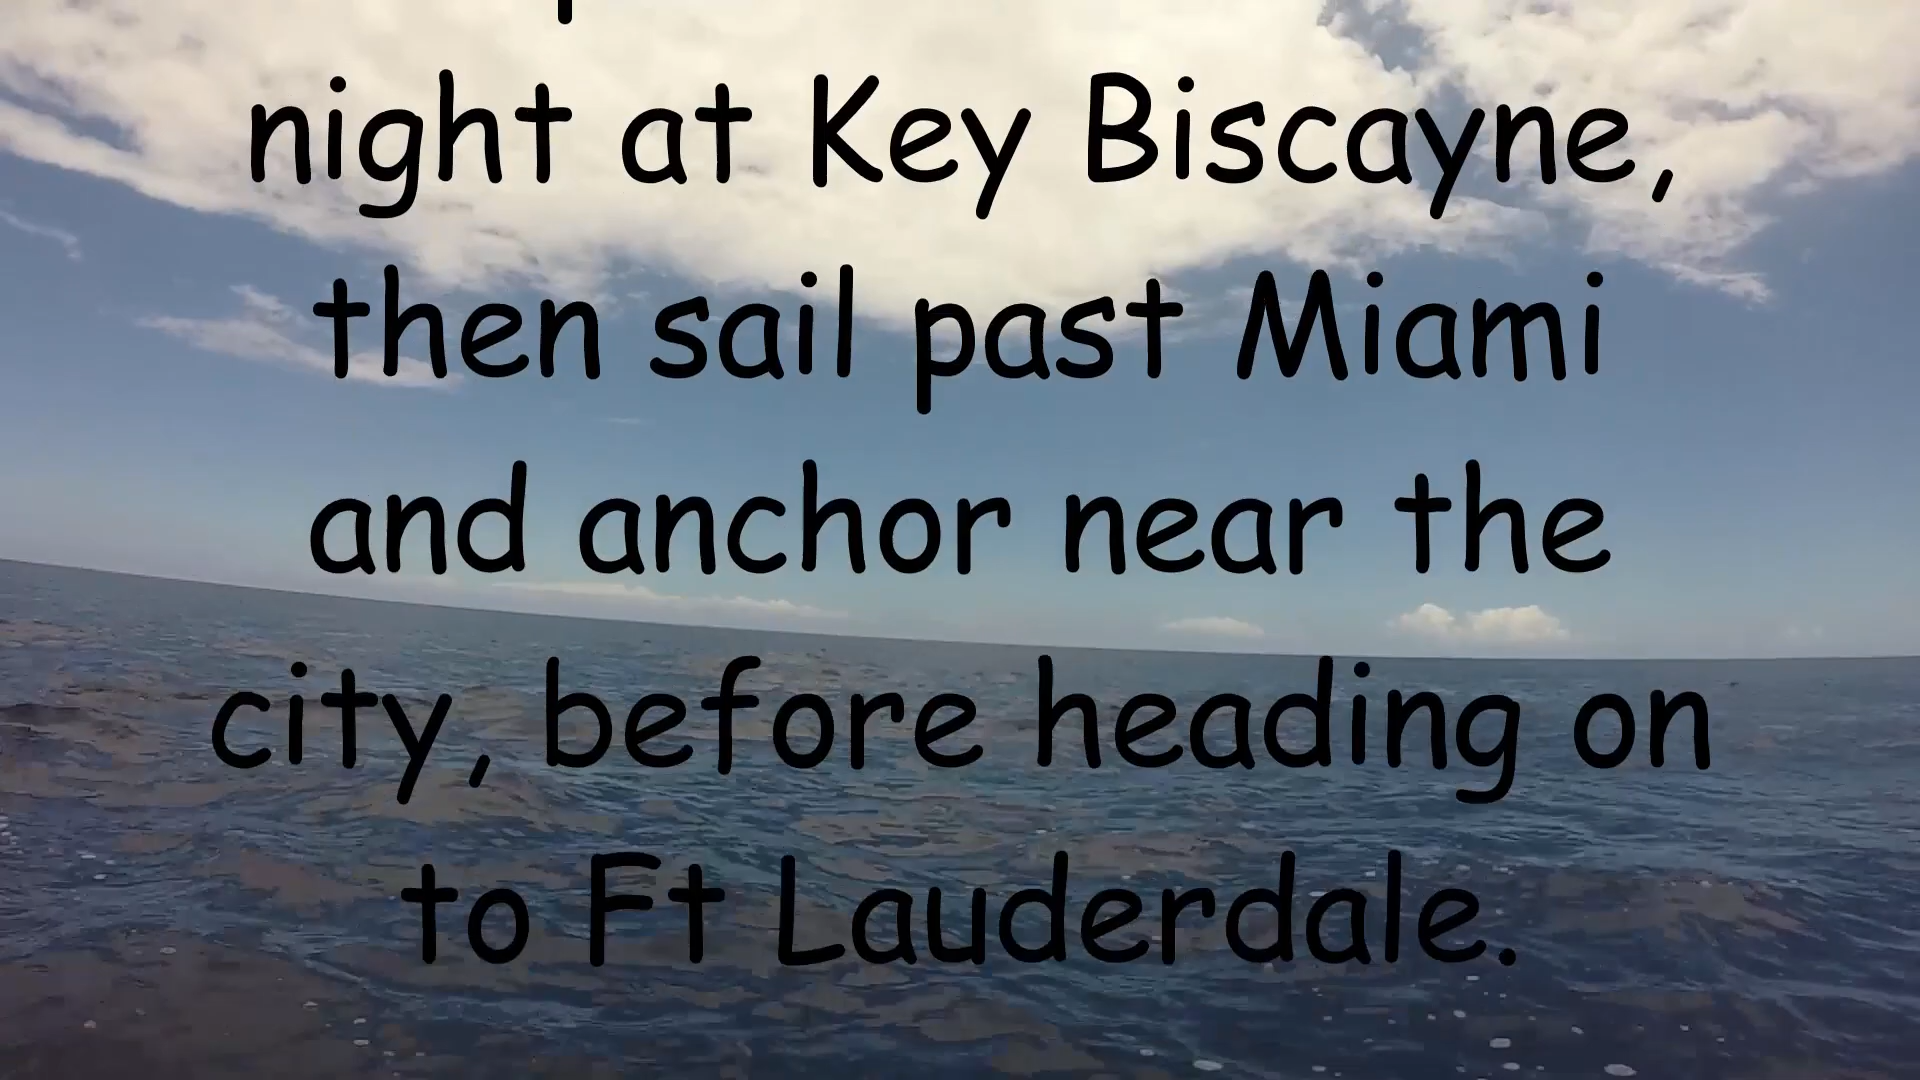 night at Key Biscayne,
then sail past Miami
and anchor near the
city, before heading on
to Ft Lauderdale.